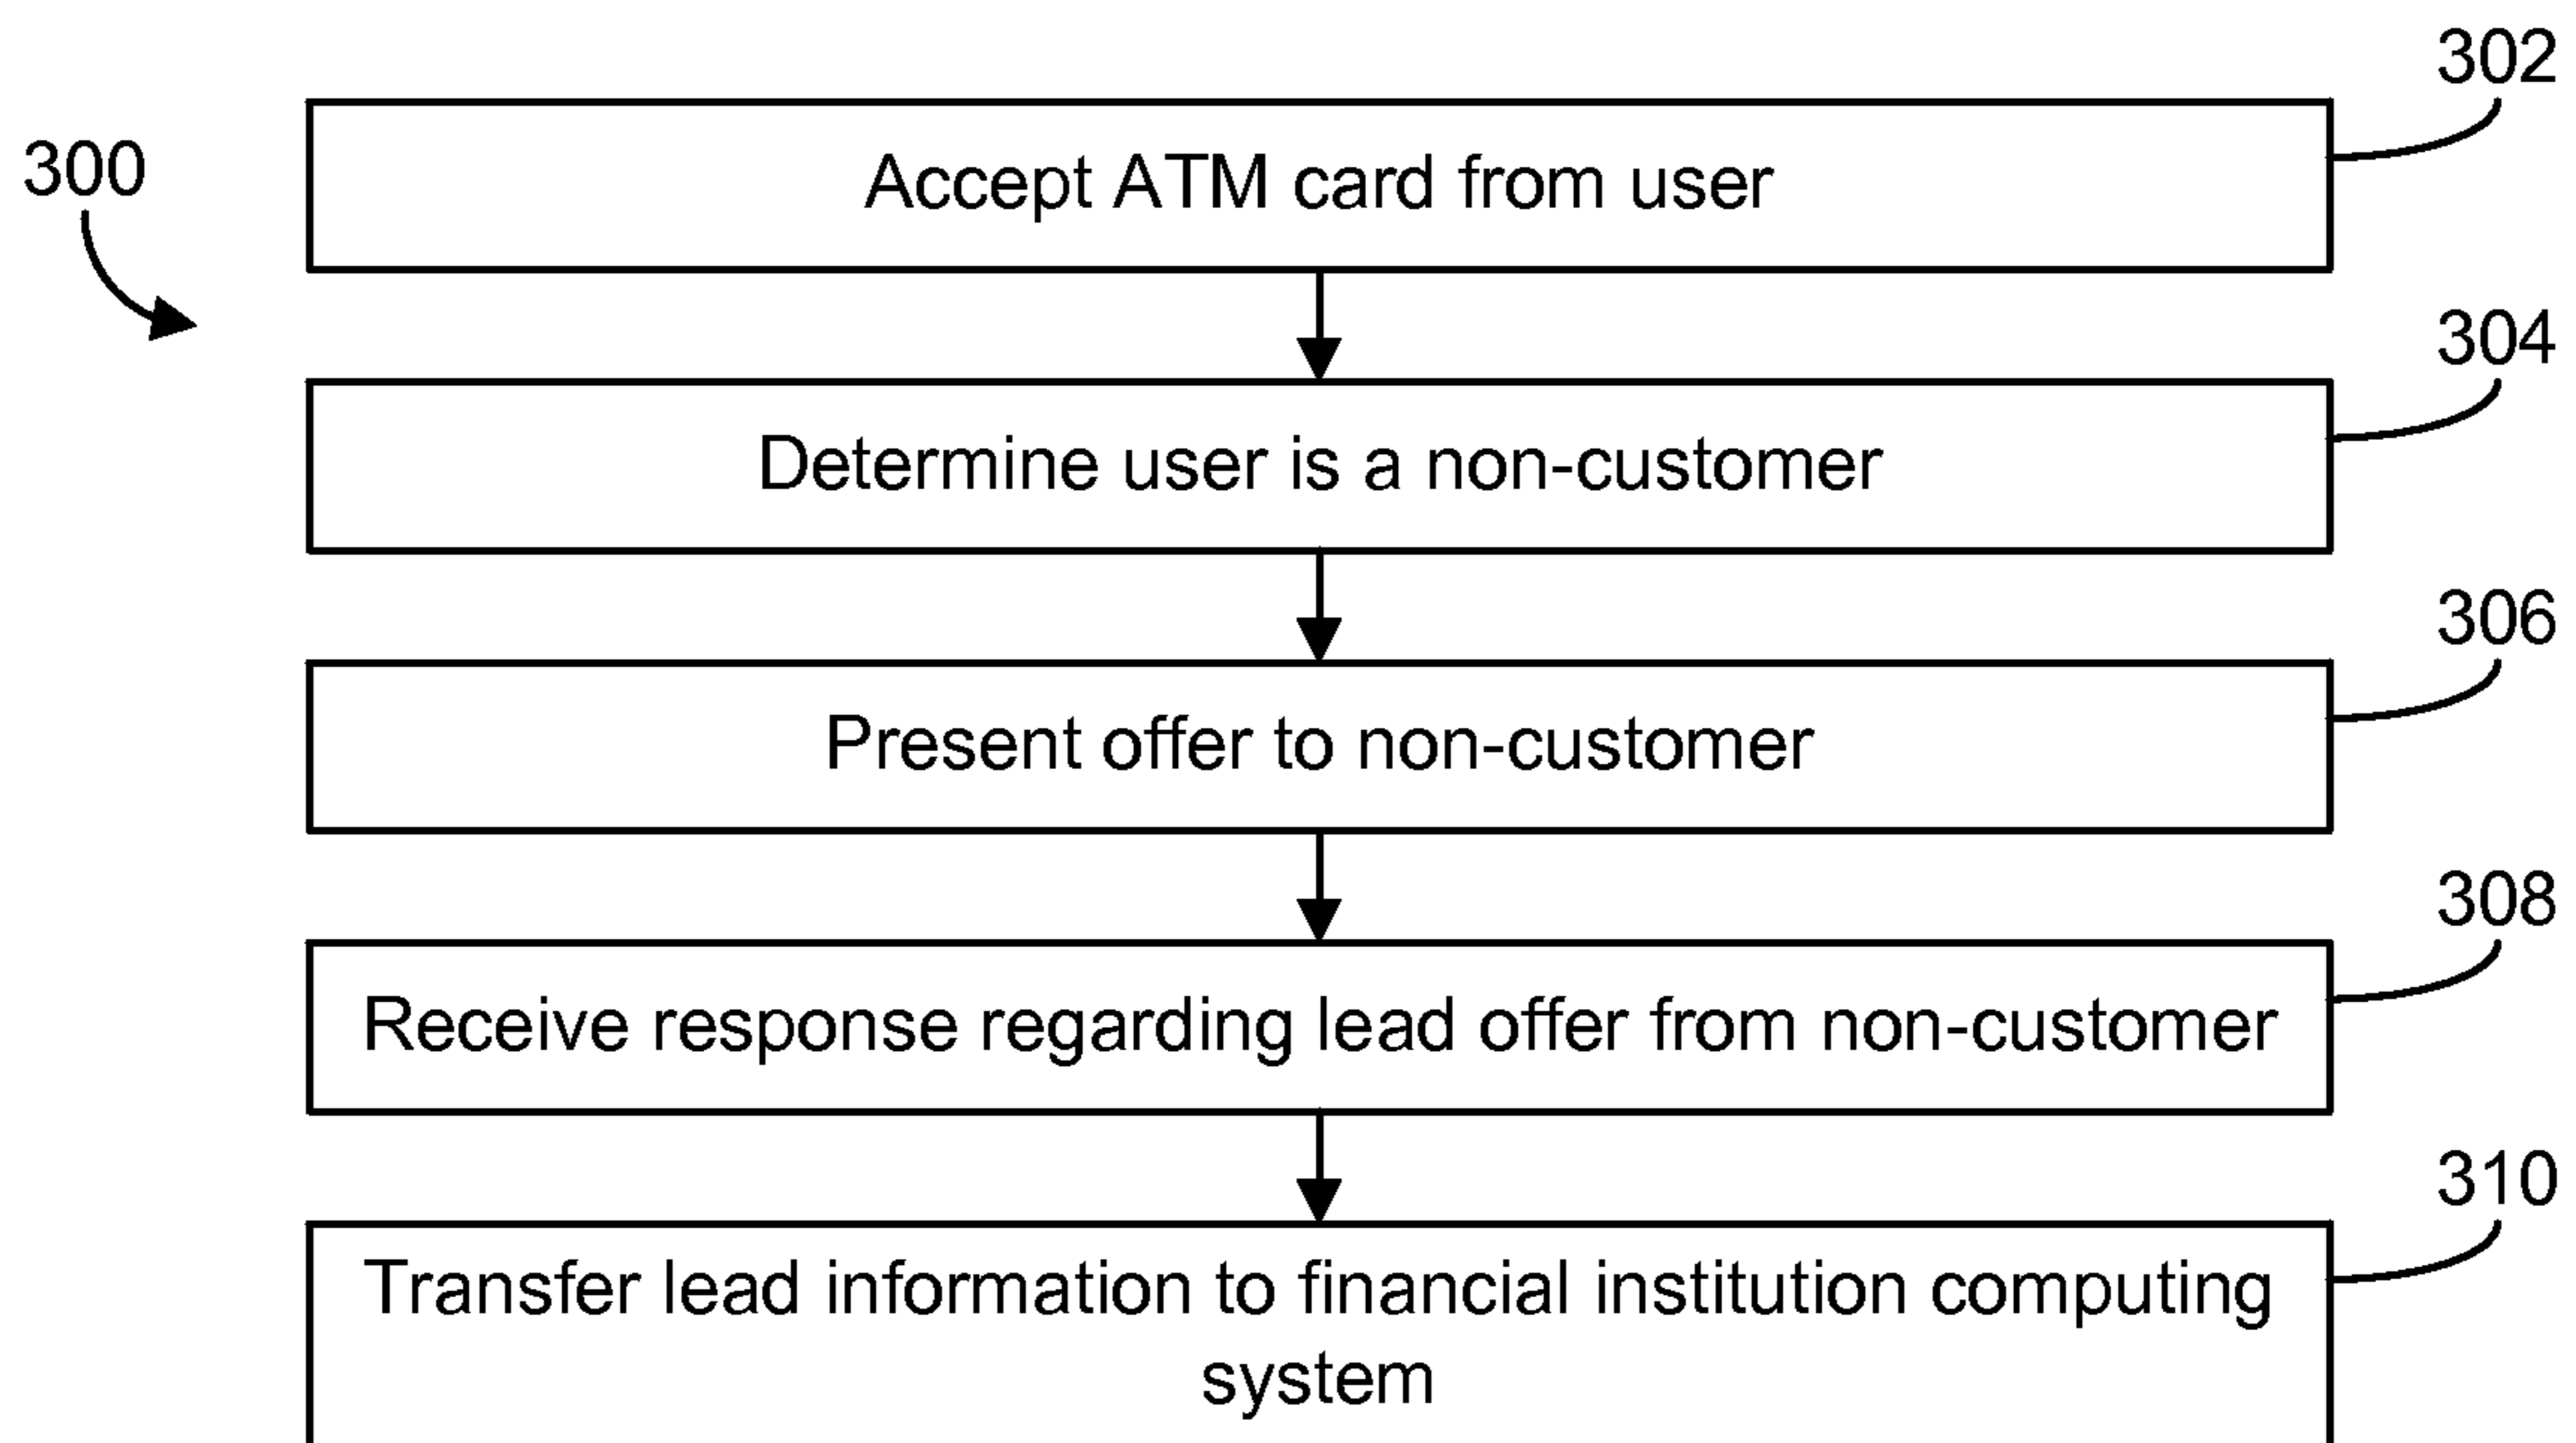 302
300
Accept ATM card from user
304
Determine user is a non-customer
306
Present offer to non-customer
308
Receive response regarding lead offer from non-customer
310
Transfer lead information to financial institution computing
system